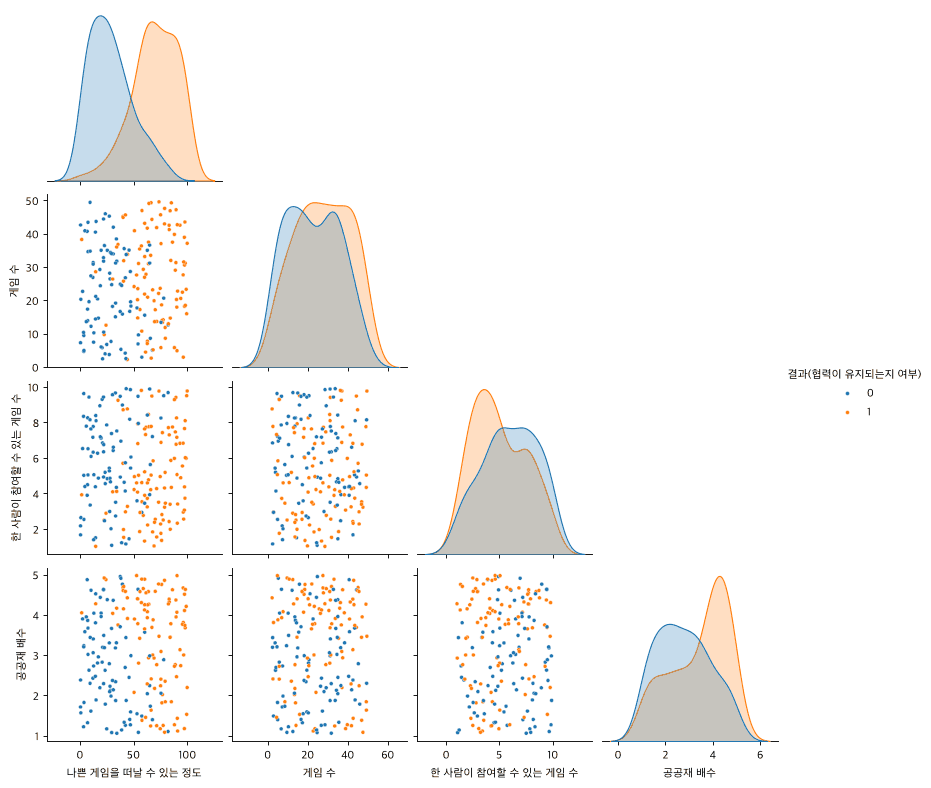 50
40
30
20
10
0
게임 수
10
8
6
4
2
한 사람이 참여할 수 있는 게임 수
결과(협력이 유지되는지 여부)
0
1
5
4
3
2
1
공공재 배수
0 50 100
나쁜 게임을 떠날 수 있는 정도
0 20 40 60
게임 수
0 5 10
한 사람이 참여할 수 있는 게임 수
0 2 4 6
공공재 배수